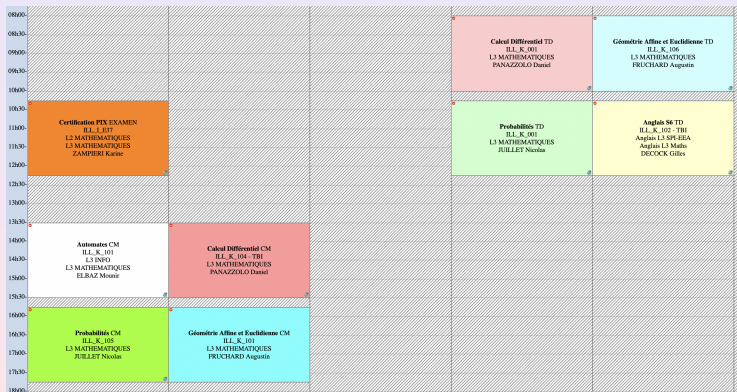 08h00
08h30
09h00
09h30
10h00
10h30
11h00
11h30
12h00
12h30
13h30
14h00
14h30
15h00
15h30
16h00
16h30
17h00
17h30
18h00
Calcul Différentiel TD
ILL_K_001
L3 MATHEMATIQUES
PANAZZOLO Daniel
Géométrie Affine et Euclidienne TD
ILL_K_106
L3 MATHEMATIQUES
FRUCHARD Augustin
Certification PIX EXAMEN
ILL_I_E37
L2 MATHEMATIQUES
L3 MATHEMATIQUES
ZAMPIERI Karine
Probabilités TD
ILL_K_001
L3 MATHEMATIQUES
JUILLET Nicolas
Anglais S6 TD
ILL_K_102 - TBI
Anglais L3 SPI-EEA
Anglais L3 Maths
DECOCK Gilles
Automates CM
ILL_K_101
L3 INFO
L3 MATHEMATIQUES
ELBAZ Mounir
Calcul Différentiel CM
ILL_K_104 - TBI
L3 MATHEMATIQUES
PANAZZOLO Daniel
Probabilités CM
ILL_K_105
L3 MATHEMATIQUES
JUILLET Nicolas
Géométrie Affine et Euclidienne CM
ILL_K_101
L3 MATHEMATIQUES
FRUCHARD Augustin